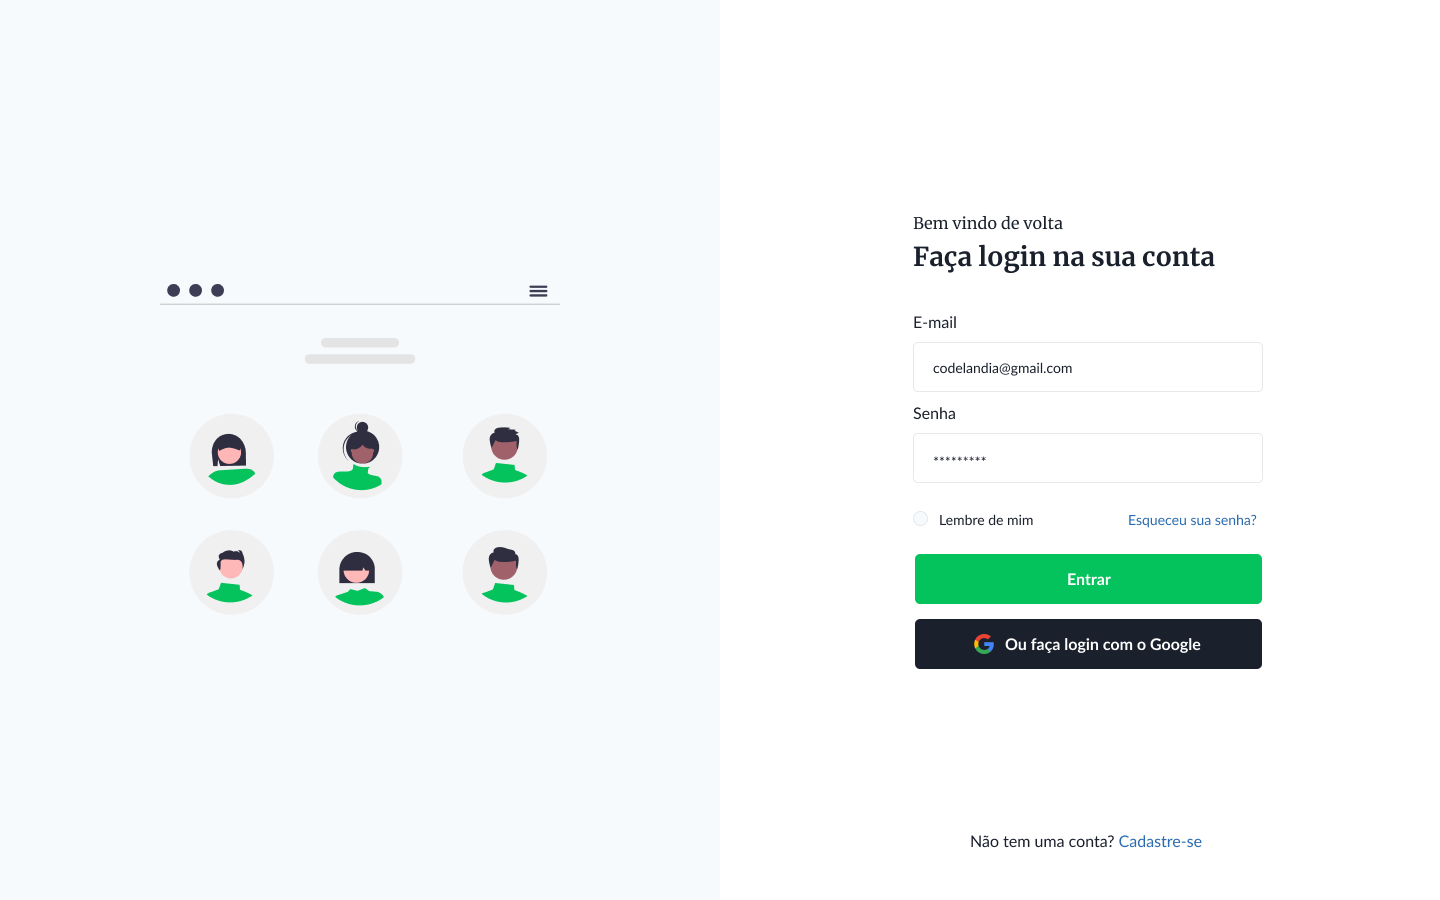 Bem vindo de volta
Faça login na sua conta
E-mail
codelandia@gmail.com
Senha
*********
Lembre de mim
Esqueceu sua senha?
Entrar
Ou faça login com o Google
Não tem uma conta? Cadastre-se